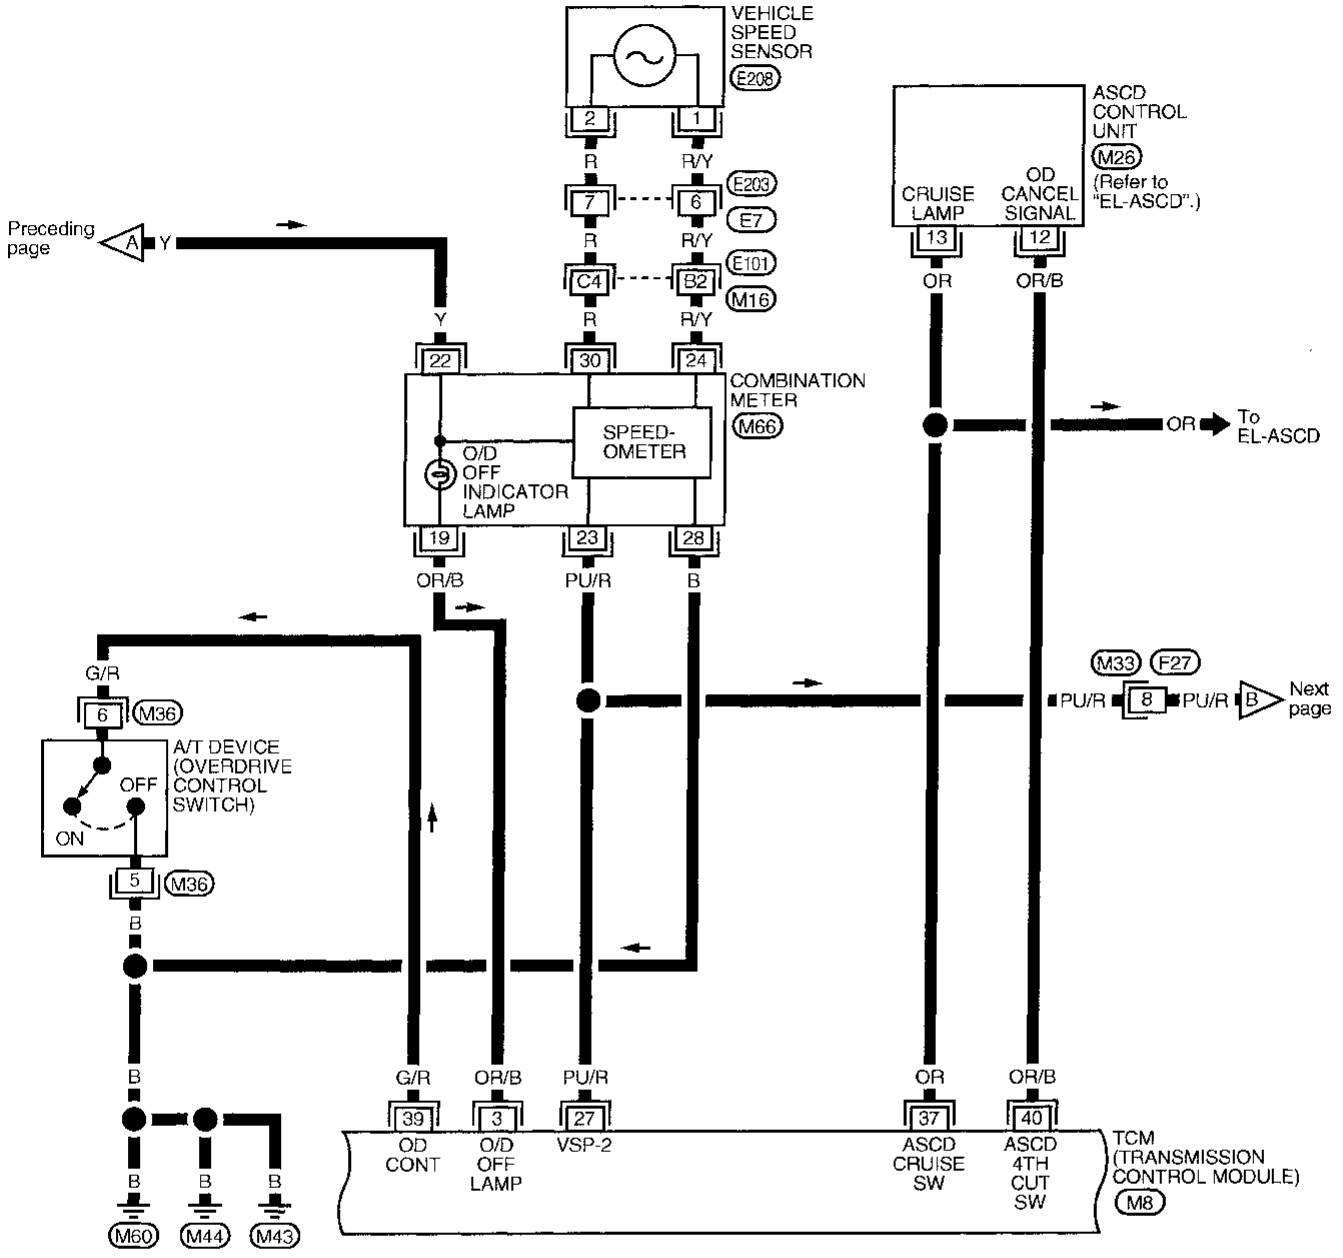 VEHICLE
SPEED
SENSOR
E208
2
1
R
R/Y
7
6
E203
E7
R
R/Y
C4
B2
E101
M16
R
R/Y
ASCD
CONTROL
UNIT
M26
(Refer to
"EL-ASCD".)
CRUISE
LAMP
OD
CANCEL
SIGNAL
13
12
OR
OR/B
Preceding
page
A
Y
Y
22
30
24
COMBINATION
METER
M66
SPEED-
OMETER
O/D
OFF
INDICATOR
LAMP
19
23
28
OR/B
PU/R
B
OR
To
EL-ASCD
G/R
6
M36
A/T DEVICE
(OVERDRIVE
CONTROL
SWITCH)
OFF
ON
5
M36
B
M33
F27
PU/R
8
PU/R
B
Next
page
B
B
B
B
M60
M44
M43
G/R
OR/B
PU/R
OR
OR/B
39
3
27
37
40
OD
CONT
O/D
OFF
LAMP
VSP-2
ASCD
CRUISE
SW
ASCD
4TH
CUT
SW
TCM
(TRANSMISSION
CONTROL MODULE)
M8